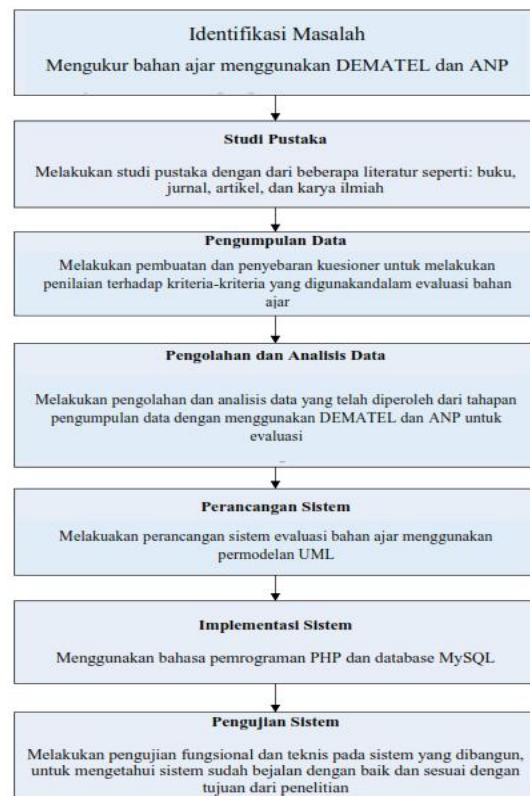 Identifikasi Masalah
Mengukur bahan ajar menggunakan DEMATEL dan ANP
Studi Pustaka
Melakukan studi pustaka dengan dari beberapa literatur seperti: buku,
jurnal, artikel, dan karya ilmiah
Pengumpulan Data
Melakukan pembuatan dan penyebaran kuesioner untuk melakukan
penilaian terhadap kriteria-kriteria yang digunakandalam evaluasi bahan
ajar
Pengolahan dan Analisis Data
Melakukan pengolahan dan analisis data yang telah diperoleh dari tahapan
pengumpulan data dengan menggunakan DEMATEL dan ANP untuk
evaluasi
Perancangan Sistem
Melakuakan perancangan sistem evaluasi bahan ajar menggunakan
permodelan UML
Implementasi Sistem
Menggunakan bahasa pemrograman PHP dan database MySQL
Pengujian Sistem
Melakukan pengujian fungsional dan teknis pada sistem yang dibangun,
untuk mengetahui sistem sudah bejalan dengan baik dan sesuai dengan
tujuan dari penelitian